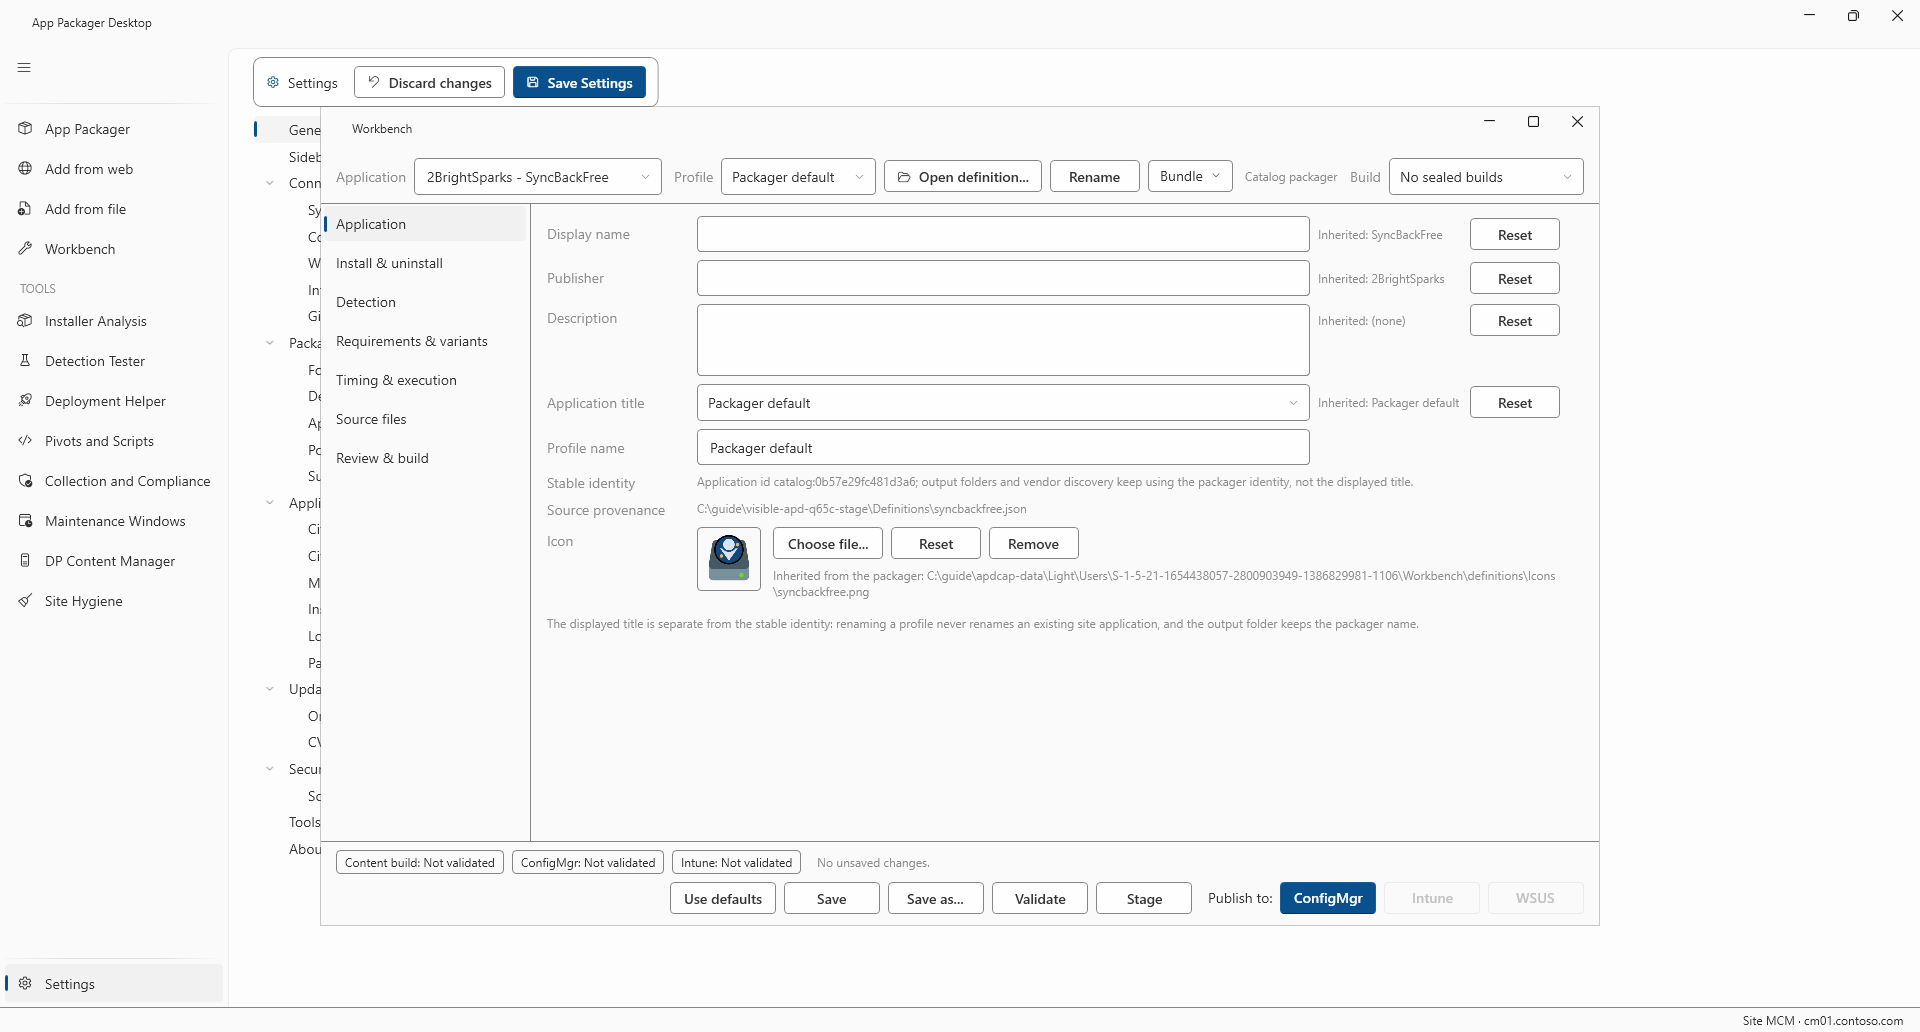 App Packager Desktop
Settings
Discard changes
Save Settings
App Packager
Add from web
Add from file
Workbench
TOOLS
Installer Analysis
Detection Tester
Deployment Helper
Pivots and Scripts
Collection and Compliance
Maintenance Windows
DP Content Manager
Site Hygiene
Settings
Workbench
Application
2BrightSparks - SyncBackFree
Profile
Packager default
Open definition...
Rename
Bundle
Catalog packager
Build
No sealed builds
Application
Install & uninstall
Detection
Requirements & variants
Timing & execution
Source files
Review & build
Display name
Inherited: SyncBackFree
Reset
Publisher
Inherited: 2BrightSparks
Reset
Description
Inherited: (none)
Reset
Application title
Packager default
Inherited: Packager default
Reset
Profile name
Packager default
Stable identity
Application id catalog:0b57e29fc481d3a6; output folders and vendor discovery keep using the packager identity, not the displayed title.
Source provenance
C:\guide\visible-apd-q65c-stage\Definitions\syncbackfree.json
Icon
Choose file...
Reset
Remove
Inherited from the packager: C:\guide\apdcap-data\Light\Users\S-1-5-21-1654438057-2800903949-1386829981-1106\Workbench\definitions\Icons
\syncbackfree.png
The displayed title is separate from the stable identity: renaming a profile never renames an existing site application, and the output folder keeps the packager name.
Content build: Not validated
ConfigMgr: Not validated
Intune: Not validated
No unsaved changes.
Use defaults
Save
Save as...
Validate
Stage
Publish to:
ConfigMgr
Intune
WSUS
Tools
Site MCM · cm01.contoso.com